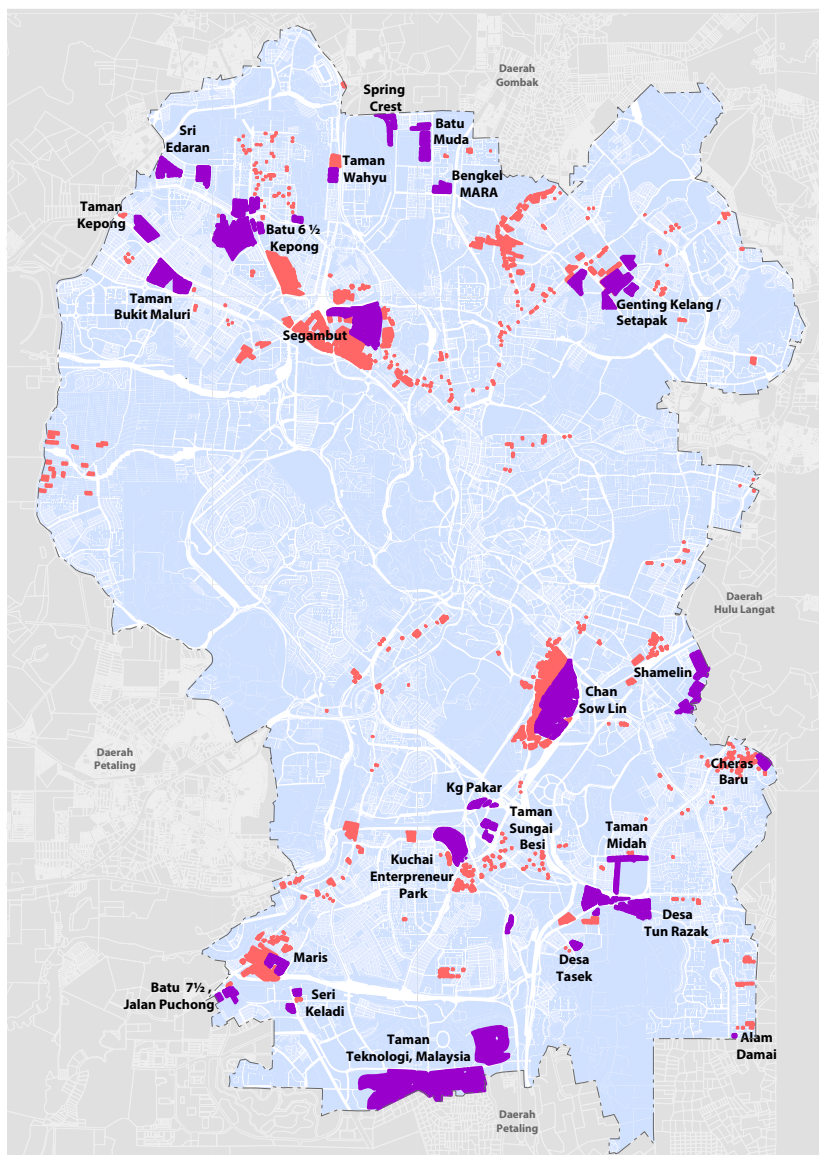 Daerah
Gombak
Spring
Crest
Batu
Muda
Sri
Edaran
Taman
Wahyu
Bengkel
MARA
Taman
Kepong
Batu 6 ½
Kepong
Taman
Bukit Maluri
Genting Kelang /
Setapak
Segambut
Daerah
Hulu Langat
Shamelin
Chan
Sow Lin
Daerah
Petaling
Cheras
Baru
Kg Pakar
Taman
Sungai
Besi
Taman
Midah
Kuchai
Enterpreneur
Park
Desa
Tun Razak
Maris
Desa
Tasek
Batu 7½ ,
Jalan Puchong
Seri
Keladi
Taman
Teknologi, Malaysia
Alam
Damai
Daerah
Petaling